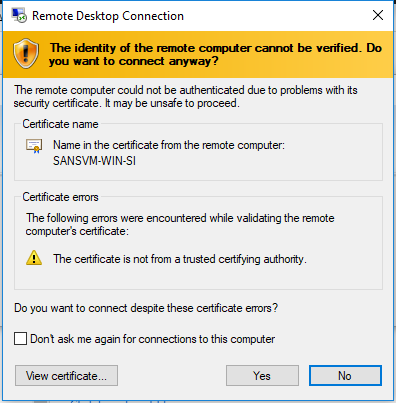 Remote Desktop Connection
The identity of the remote computer cannot be verified. Do
you want to connect anyway?
The remote computer could not be authenticated due to problems with its
security certificate. It may be unsafe to proceed.
Certificate name
Name in the certificate from the remote computer:
SANSVM-WIN-SI
Certificate errors
The following errors were encountered while validating the remote
computer's certificate:
The certificate is not from a trusted certifying authority.
Do you want to connect despite these certificate errors?
Don't ask me again for connections to this computer
View certificate... Yes No